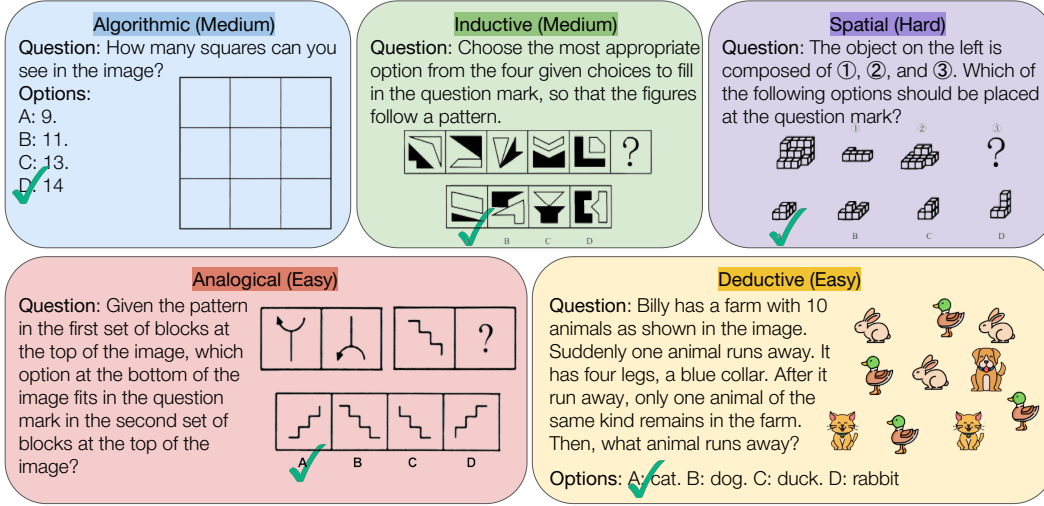 Algorithmic (Medium)
Question: How many squares can you
see in the image?
Options:
A: 9.
B: 11.
C: 13.
D: 14
Inductive (Medium)
Question: Choose the most appropriate
option from the four given choices to fill
in the question mark, so that the figures
follow a pattern.
?
B C D
Spatial (Hard)
Question: The object on the left is
composed of ①, ②, and ③. Which of
the following options should be placed
at the question mark?
① ② ③
?
B C D
Analogical (Easy)
Question: Given the pattern
in the first set of blocks at
the top of the image, which
option at the bottom of the
image fits in the question
mark in the second set of
blocks at the top of the
image?
?
A B C D
Deductive (Easy)
Question: Billy has a farm with 10
animals as shown in the image.
Suddenly one animal runs away. It
has four legs, a blue collar. After it
run away, only one animal of the
same kind remains in the farm.
Then, what animal runs away?
Options: A: cat. B: dog. C: duck. D: rabbit